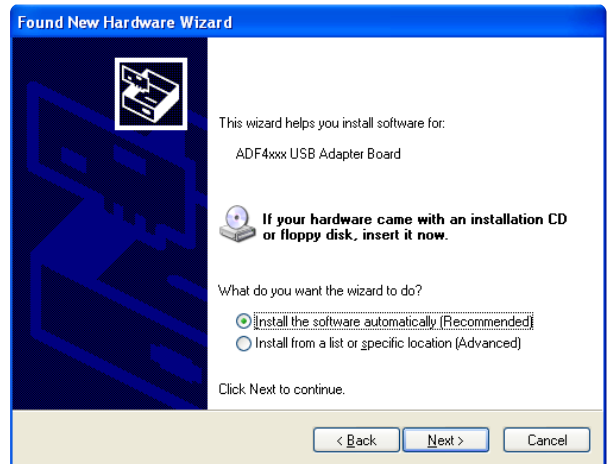 Found New Hardware Wizard
This wizard helps you install software for:
ADF4xxx USB Adapter Board
If your hardware came with an installation CD
or floppy disk, insert it now.
What do you want the wizard to do?
Install the software automatically (Recommended)
Install from a list or specific location (Advanced)
Click Next to continue.
< Back Next > Cancel